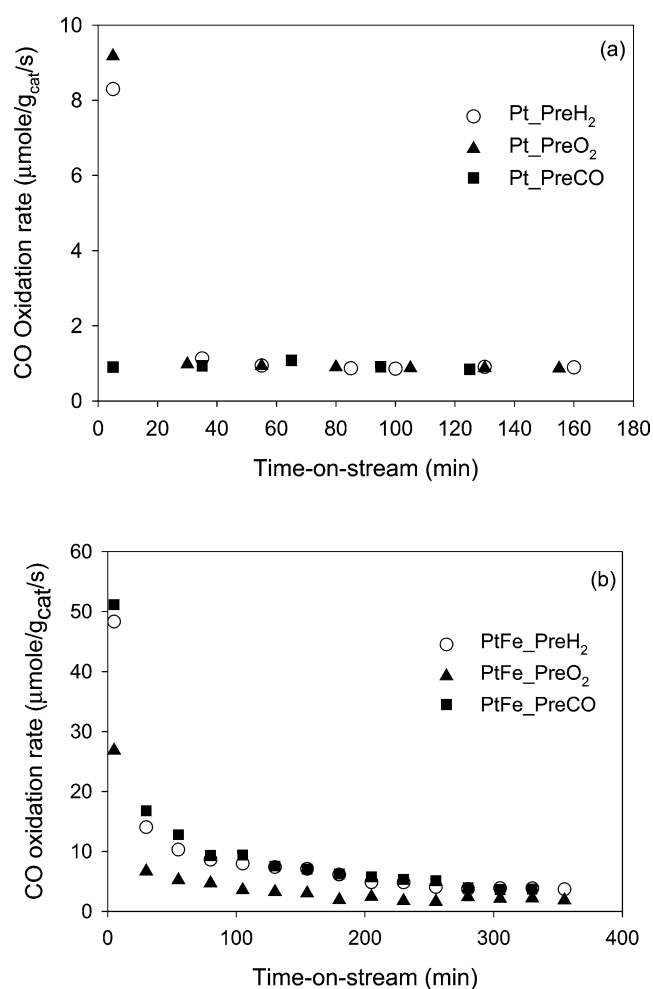 (a)
CO Oxidation rate (μmole/g_cat/s)
10
8
6
4
2
0
Pt_PreH₂
Pt_PreO₂
Pt_PreCO
0 20 40 60 80 100 120 140 160 180
Time-on-stream (min)
(b)
CO oxidation rate (μmole/gcat/s)
60
50
40
30
20
10
0
PtFe_PreH₂
PtFe_PreO₂
PtFe_PreCO
0 100 200 300 400
Time-on-stream (min)